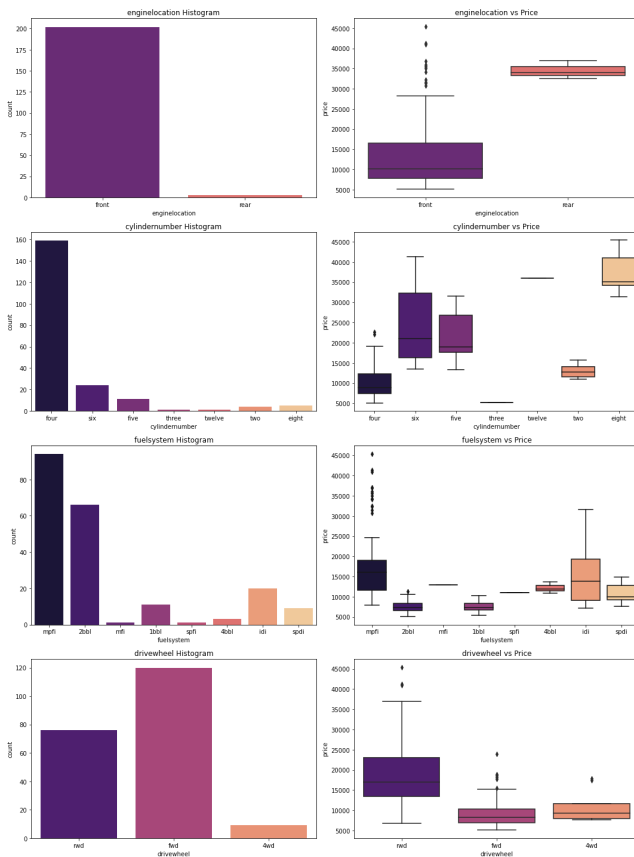 enginelocation Histogram
200
175
150
125
100
75
50
25
0
count
front
rear
enginelocation
enginelocation vs Price
45000
40000
35000
30000
25000
20000
15000
10000
5000
price
front
rear
enginelocation
cylindernumber Histogram
160
140
120
100
80
60
40
20
0
count
four
six
five
three
twelve
two
eight
cylindernumber
cylindernumber vs Price
45000
40000
35000
30000
25000
20000
15000
10000
5000
price
four
six
five
three
twelve
two
eight
cylindernumber
fuelsystem Histogram
80
60
40
20
0
count
mpfi
2bbl
mfi
1bbl
spfi
4bbl
idi
spdi
fuelsystem
fuelsystem vs Price
45000
40000
35000
30000
25000
20000
15000
10000
5000
price
mpfi
2bbl
mfi
1bbl
spfi
4bbl
idi
spdi
fuelsystem
drivewheel Histogram
120
100
80
60
40
20
0
count
rwd
fwd
4wd
drivewheel
drivewheel vs Price
45000
40000
35000
30000
25000
20000
15000
10000
5000
price
rwd
fwd
4wd
drivewheel